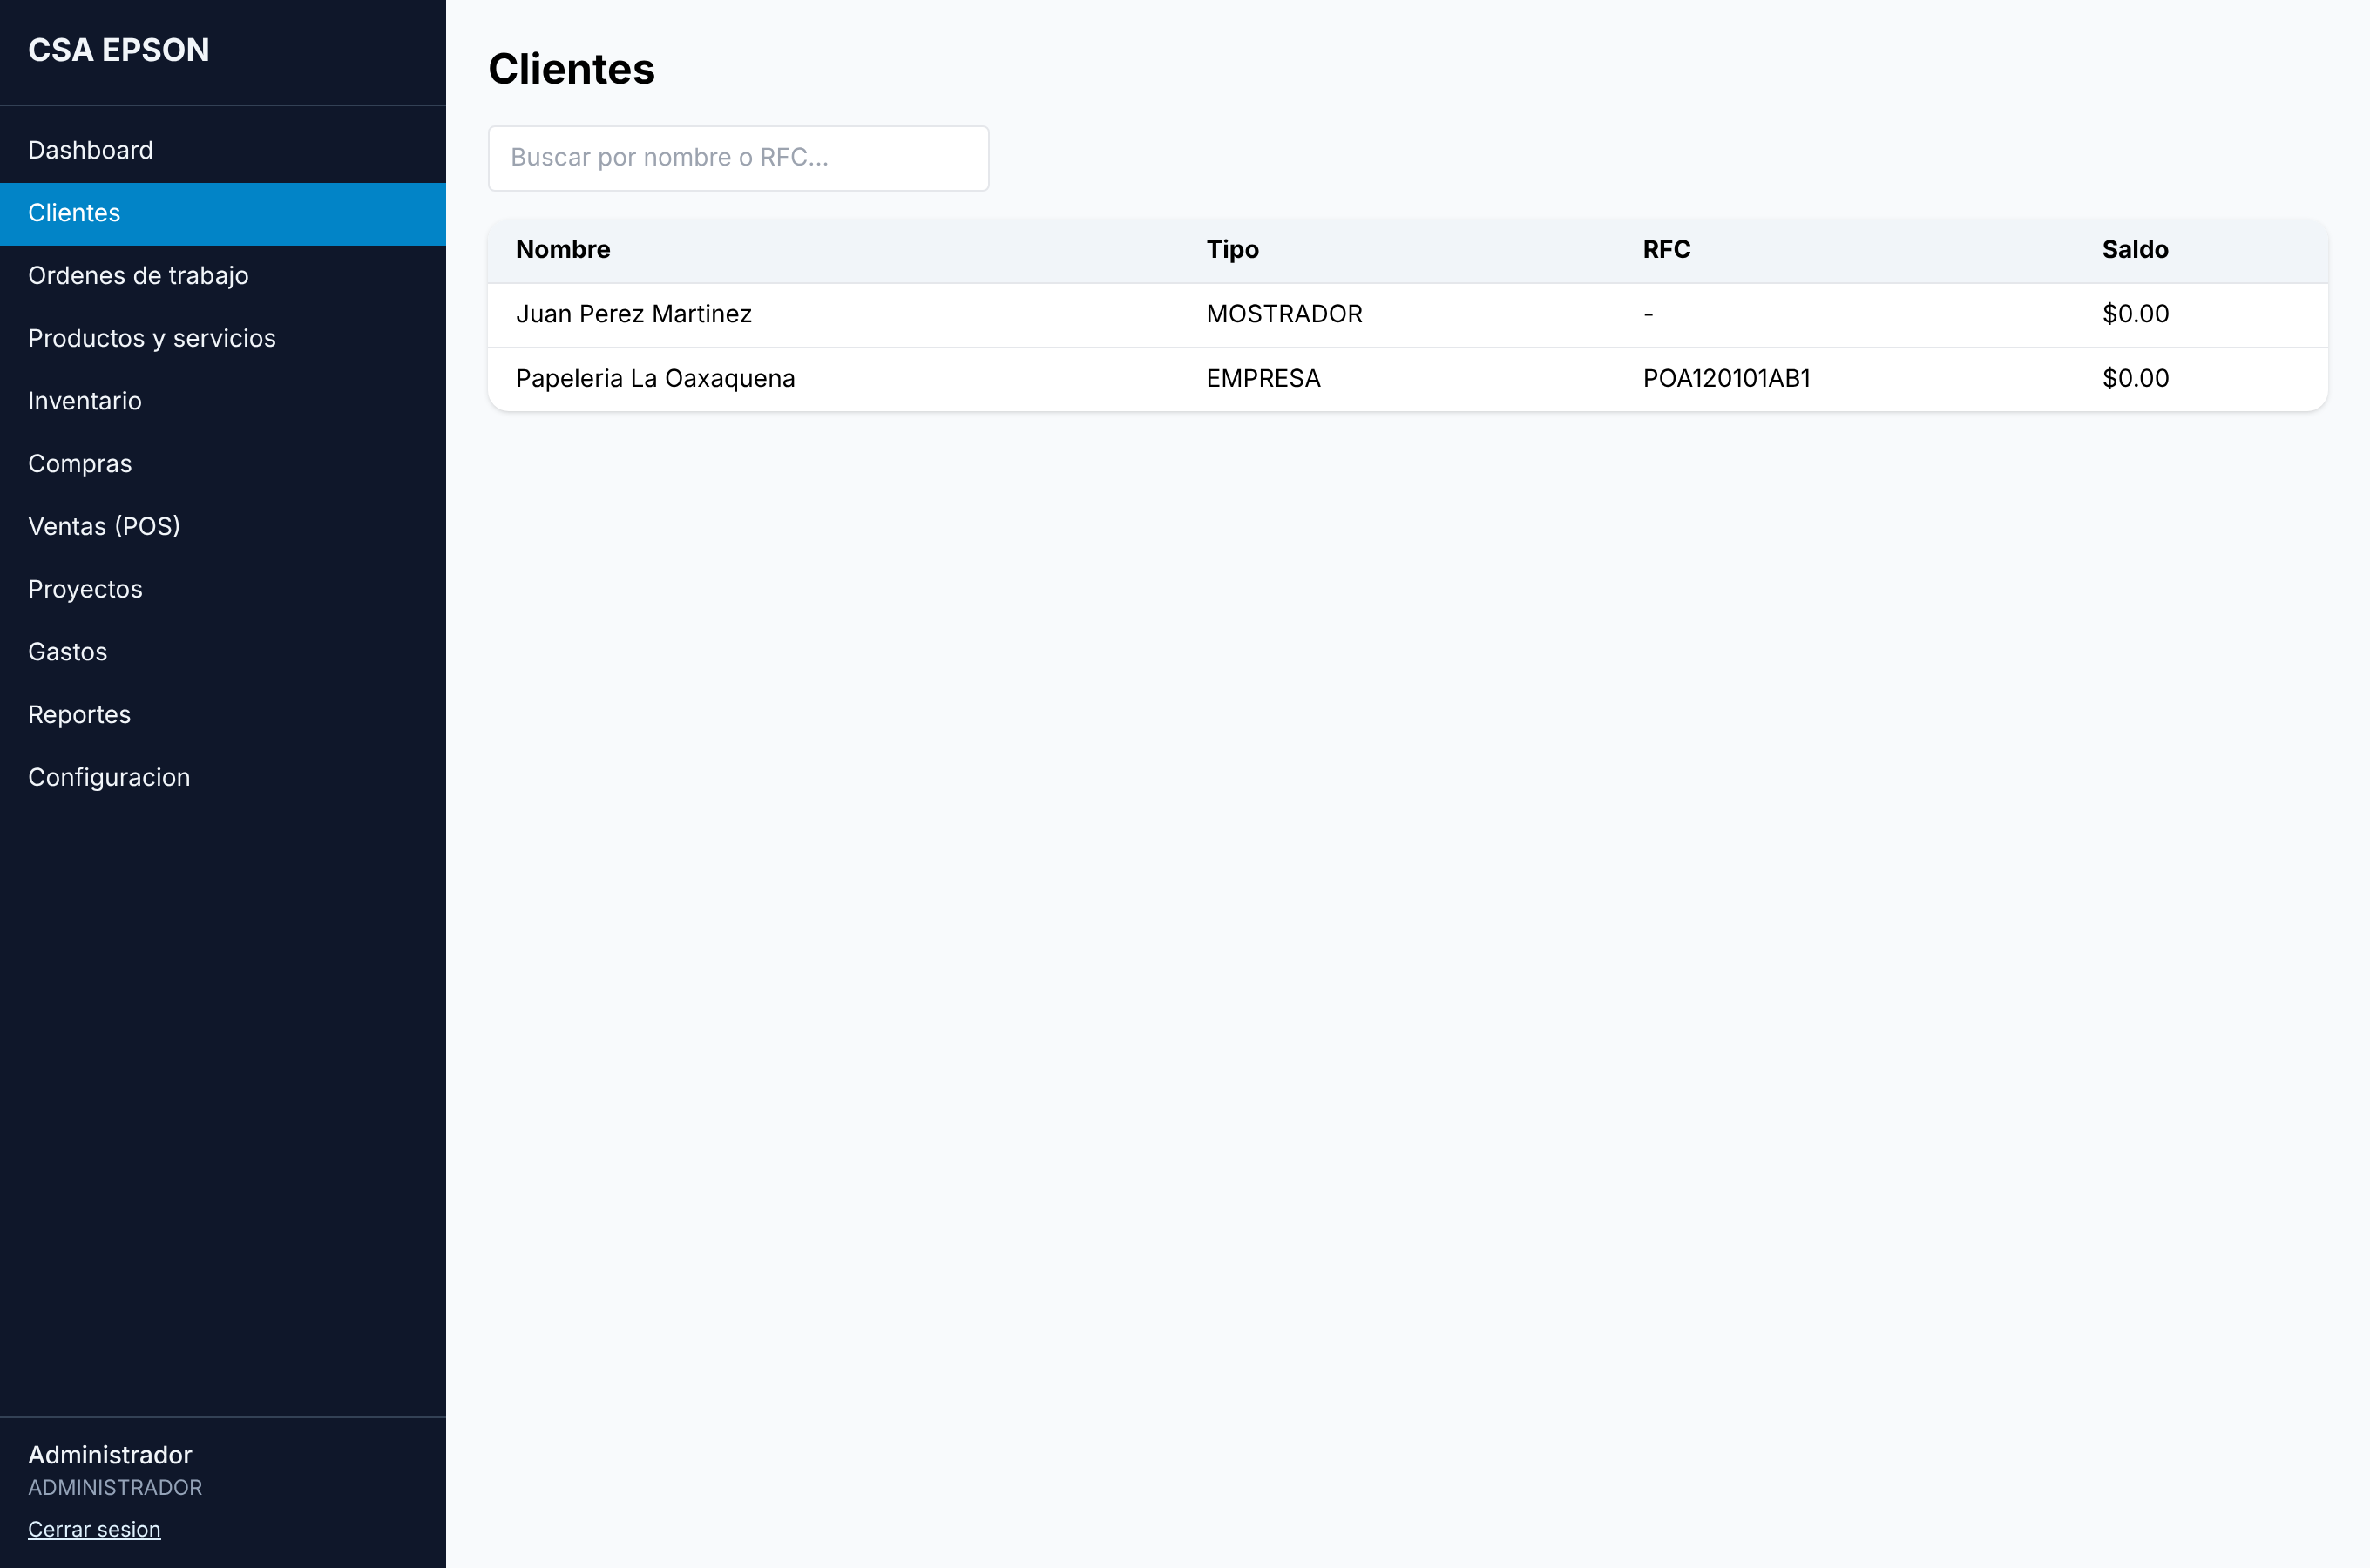 CSA EPSON
Dashboard
Clientes
Ordenes de trabajo
Productos y servicios
Inventario
Compras
Ventas (POS)
Proyectos
Gastos
Reportes
Configuracion
Administrador
ADMINISTRADOR
Cerrar sesion
Clientes
Buscar por nombre o RFC...
Nombre Tipo RFC Saldo
Juan Perez Martinez MOSTRADOR - $0.00
Papeleria La Oaxaquena EMPRESA POA120101AB1 $0.00